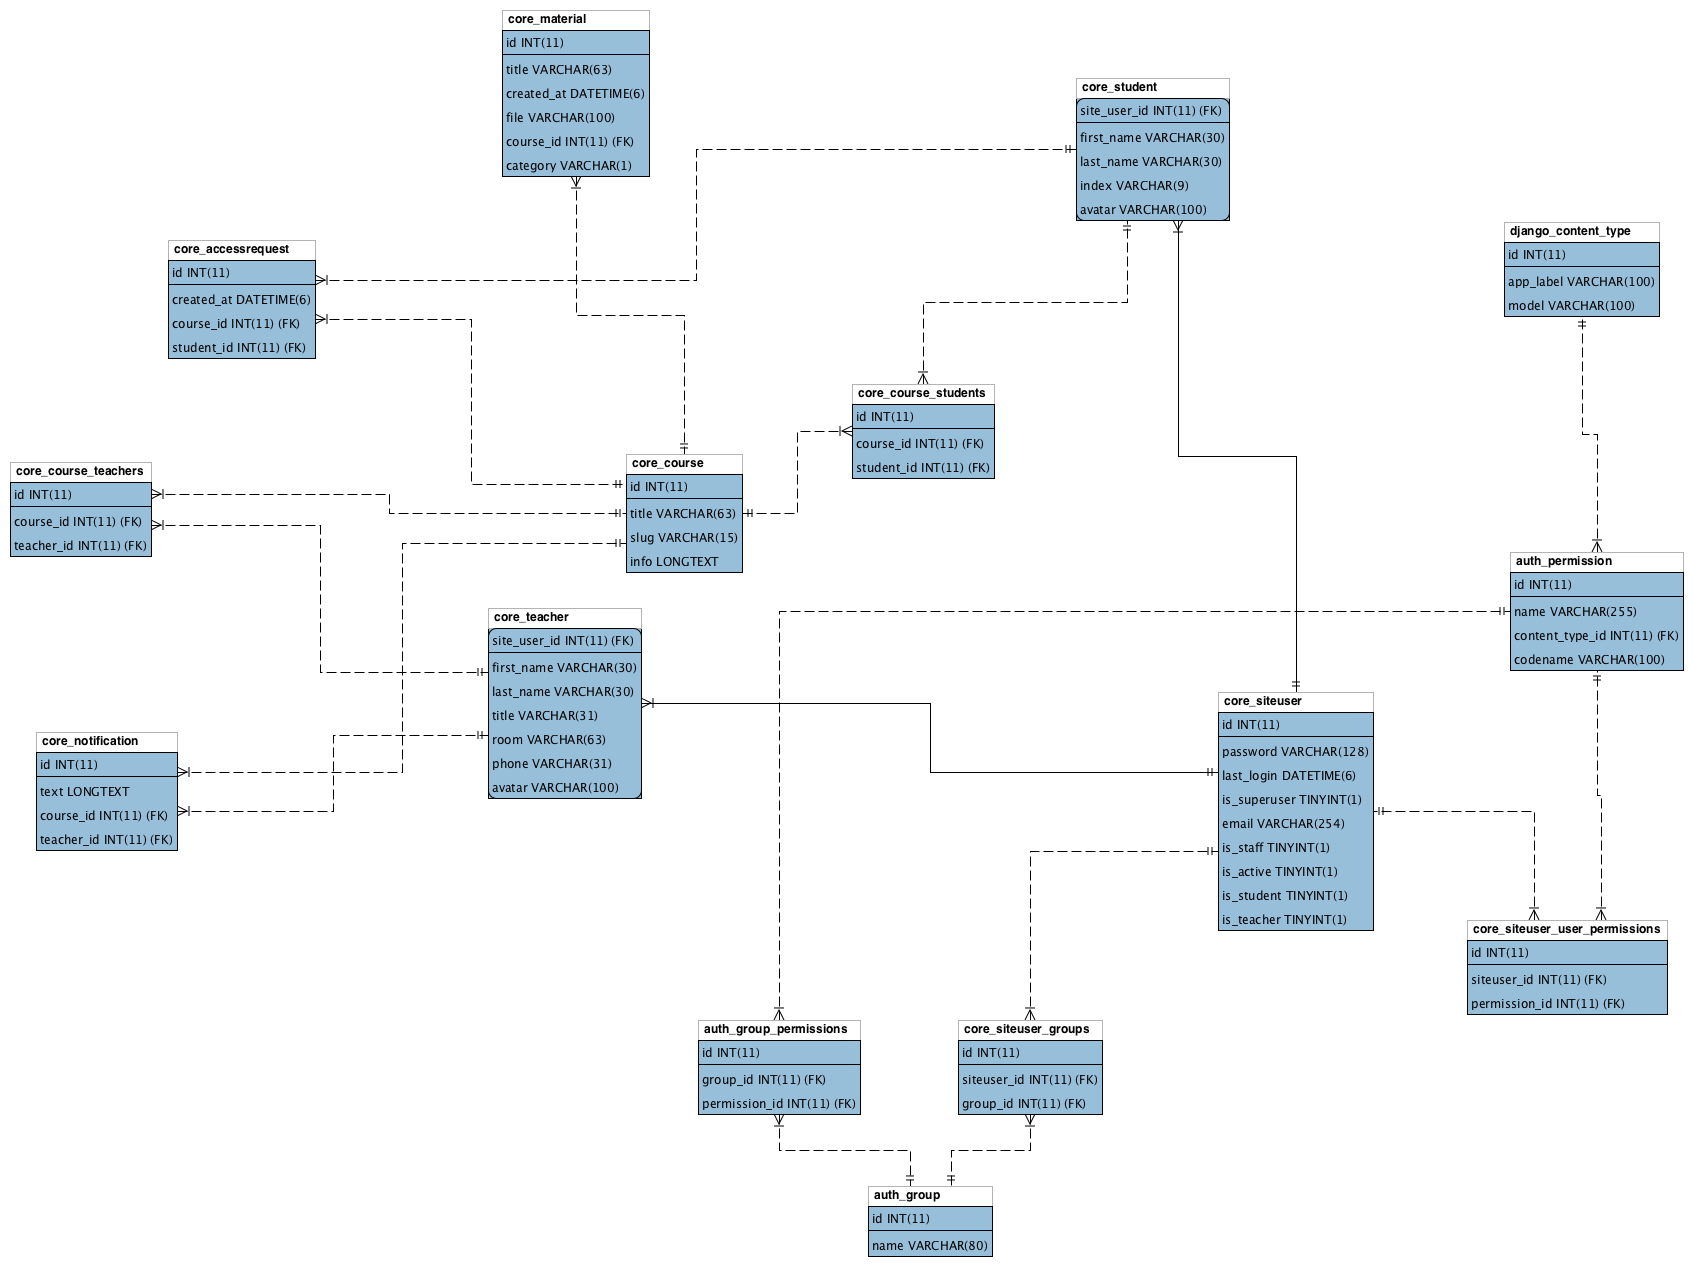 core_material
id INT(11)
title VARCHAR(63)
created_at DATETIME(6)
file VARCHAR(100)
course_id INT(11) (FK)
category VARCHAR(1)
core_student
site_user_id INT(11) (FK)
first_name VARCHAR(30)
last_name VARCHAR(30)
index VARCHAR(9)
avatar VARCHAR(100)
django_content_type
id INT(11)
app_label VARCHAR(100)
model VARCHAR(100)
core_accessrequest
id INT(11)
created_at DATETIME(6)
course_id INT(11) (FK)
student_id INT(11) (FK)
core_course_students
id INT(11)
course_id INT(11) (FK)
student_id INT(11) (FK)
core_course
id INT(11)
title VARCHAR(63)
slug VARCHAR(15)
info LONGTEXT
core_course_teachers
id INT(11)
course_id INT(11) (FK)
teacher_id INT(11) (FK)
auth_permission
id INT(11)
name VARCHAR(255)
content_type_id INT(11) (FK)
codename VARCHAR(100)
core_teacher
site_user_id INT(11) (FK)
first_name VARCHAR(30)
last_name VARCHAR(30)
title VARCHAR(31)
room VARCHAR(63)
phone VARCHAR(31)
avatar VARCHAR(100)
core_siteuser
id INT(11)
password VARCHAR(128)
last_login DATETIME(6)
is_superuser TINYINT(1)
email VARCHAR(254)
is_staff TINYINT(1)
is_active TINYINT(1)
is_student TINYINT(1)
is_teacher TINYINT(1)
core_notification
id INT(11)
text LONGTEXT
course_id INT(11) (FK)
teacher_id INT(11) (FK)
core_siteuser_user_permissions
id INT(11)
siteuser_id INT(11) (FK)
permission_id INT(11) (FK)
auth_group_permissions
id INT(11)
group_id INT(11) (FK)
permission_id INT(11) (FK)
core_siteuser_groups
id INT(11)
siteuser_id INT(11) (FK)
group_id INT(11) (FK)
auth_group
id INT(11)
name VARCHAR(80)